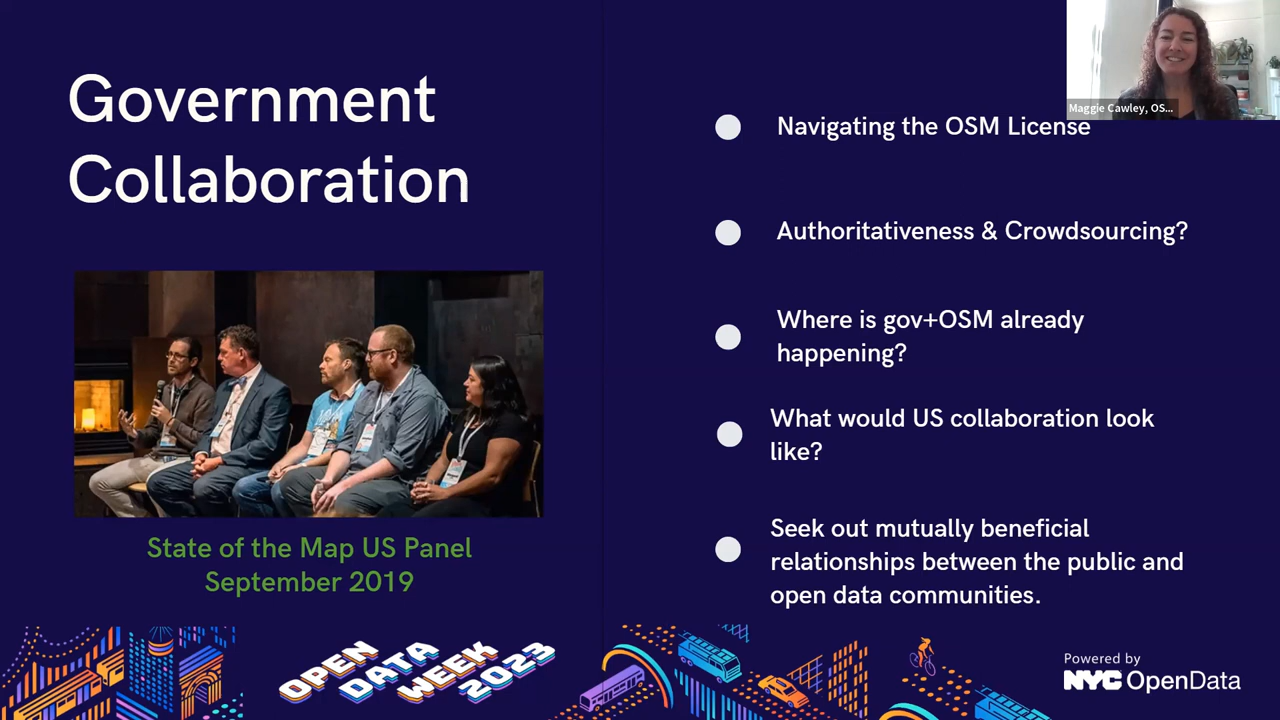 Government
Collaboration
Maggie Cawley, OS...
Navigating the OSM License
Authoritativeness & Crowdsourcing?
Where is gov+OSM already
happening?
What would US collaboration look
like?
Seek out mutually beneficial
relationships between the public and
open data communities.
State of the Map US Panel
September 2019
OPEN
DATA
WEEK
2023
Powered by
NYC OpenData